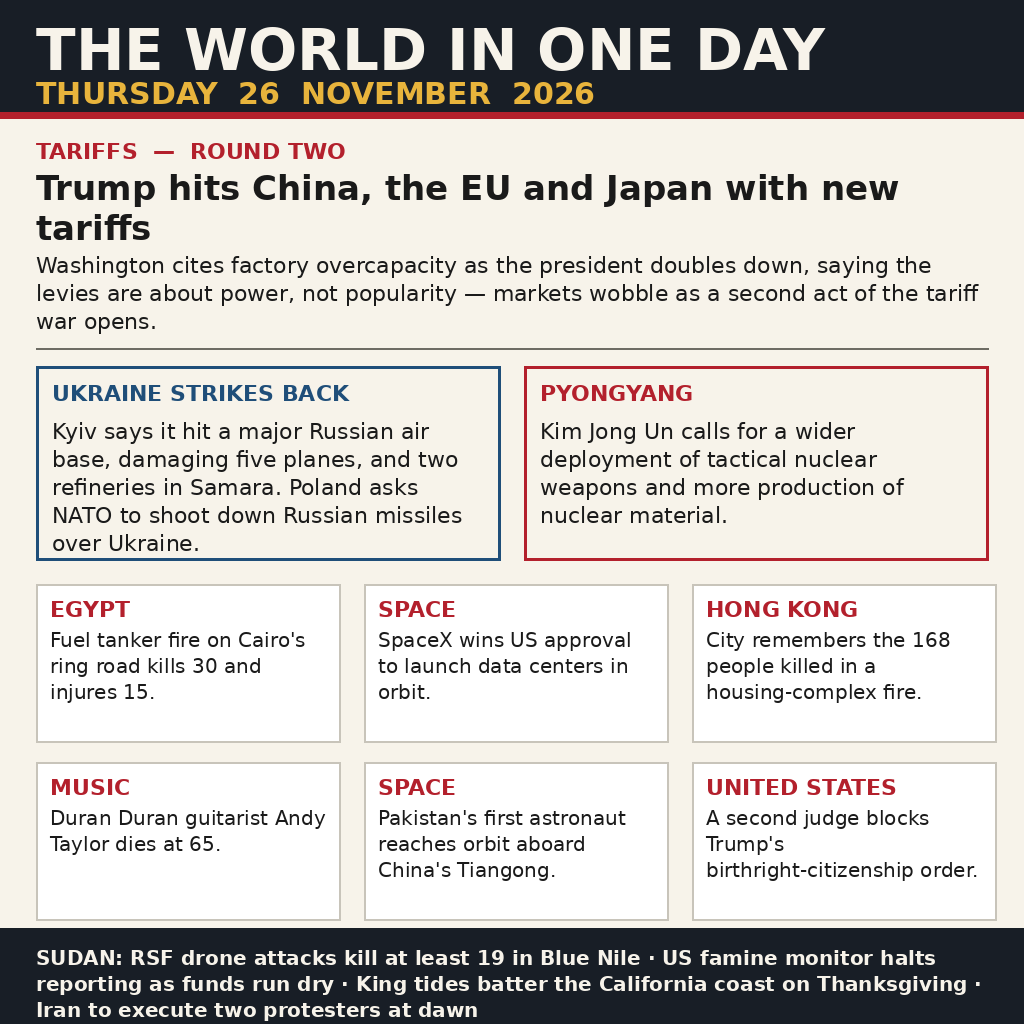 THE WORLD IN ONE DAY
THURSDAY 26 NOVEMBER 2026
TARIFFS — ROUND TWO
Trump hits China, the EU and Japan with new
tariffs
Washington cites factory overcapacity as the president doubles down, saying the
levies are about power, not popularity — markets wobble as a second act of the tariff
war opens.
UKRAINE STRIKES BACK
Kyiv says it hit a major Russian air
base, damaging five planes, and two
refineries in Samara. Poland asks
NATO to shoot down Russian missiles
over Ukraine.
PYONGYANG
Kim Jong Un calls for a wider
deployment of tactical nuclear
weapons and more production of
nuclear material.
EGYPT
Fuel tanker fire on Cairo's
ring road kills 30 and
injures 15.
SPACE
SpaceX wins US approval
to launch data centers in
orbit.
HONG KONG
City remembers the 168
people killed in a
housing-complex fire.
MUSIC
Duran Duran guitarist Andy
Taylor dies at 65.
SPACE
Pakistan's first astronaut
reaches orbit aboard
China's Tiangong.
UNITED STATES
A second judge blocks
Trump's
birthright-citizenship order.
SUDAN: RSF drone attacks kill at least 19 in Blue Nile · US famine monitor halts
reporting as funds run dry · King tides batter the California coast on Thanksgiving ·
Iran to execute two protesters at dawn